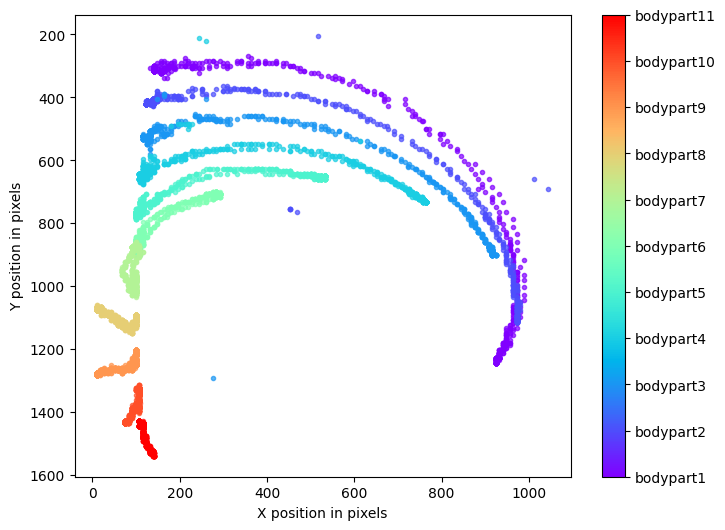 200
400
600
800
1000
1200
1400
1600
Y position in pixels
0
200
400
600
800
1000
X position in pixels
bodypart11
bodypart10
bodypart9
bodypart8
bodypart7
bodypart6
bodypart5
bodypart4
bodypart3
bodypart2
bodypart1